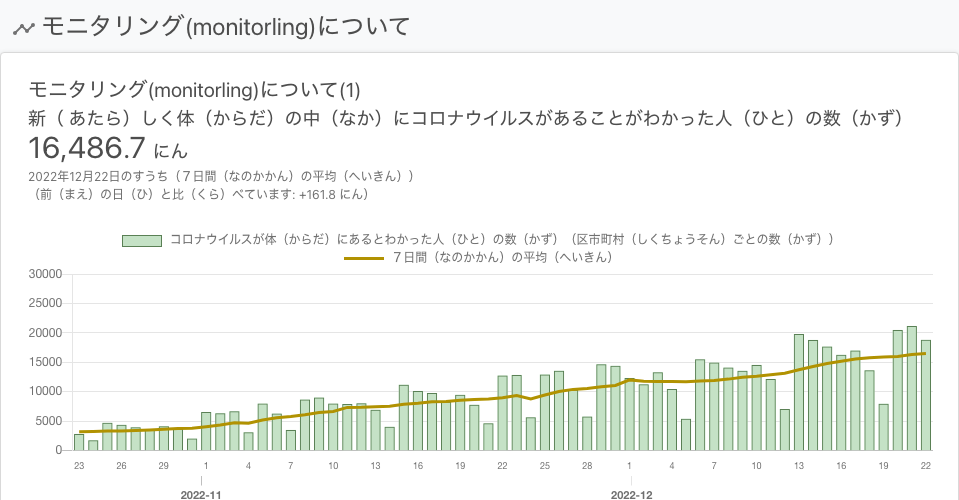 モニタリング(monitorling)について
モニタリング(monitorling)について(1)
新（ あたら）しく体（からだ）の中（なか）にコロナウイルスがあることがわかった人（ひと）の数（かず）
16,486.7 にん
2022年12月22日のすうち（７日間（なのかかん）の平均（へいきん））
（前（まえ）の日（ひ）と比（くら）べています: +161.8 にん）
コロナウイルスが体（からだ）にあるとわかった人（ひと）の数（かず）（区市町村（しくちょうそん）ごとの数（かず））
７日間（なのかかん）の平均（へいきん）
30000
25000
20000
15000
10000
5000
0
23 26 29 1 4 7 10 13 16 19 22 25 28 1 4 7 10 13 16 19 22
2022-11 2022-12